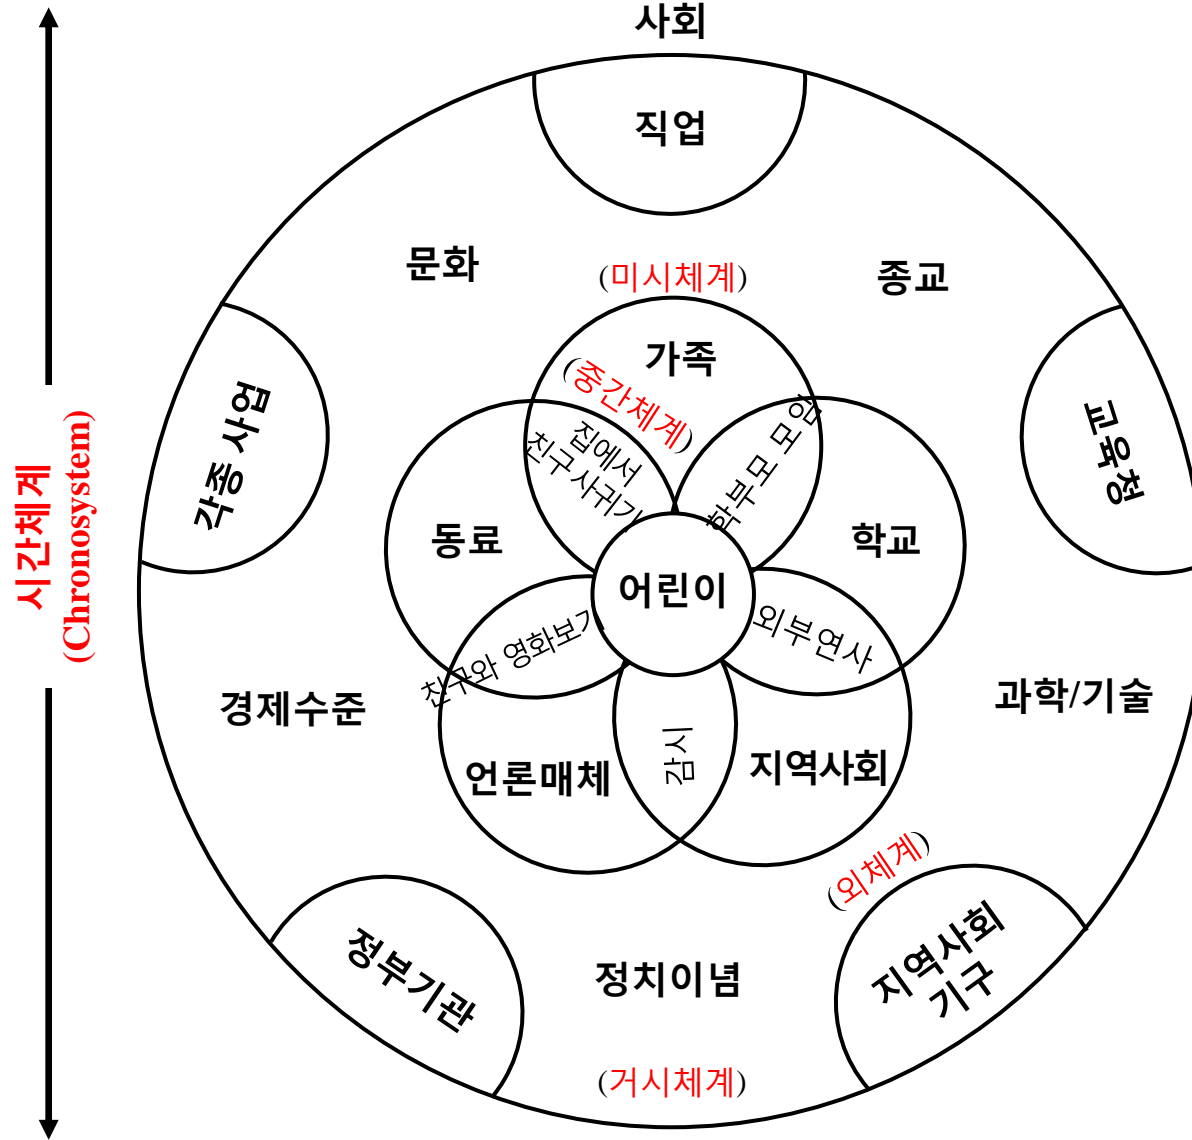 사회
직업
문화
(미시체계)
종교
가족
(중간체계)
집에서
친구 사귀기
학부모 모임
각종 사업
교육청
시간체계
(Chronosystem)
동료
어린이
학교
친구와 영화보기
외부연사
경제수준
과학/기술
언론매체
감시
지역사회
(외체계)
정부기관
정치이념
지역사회
기구
(거시체계)